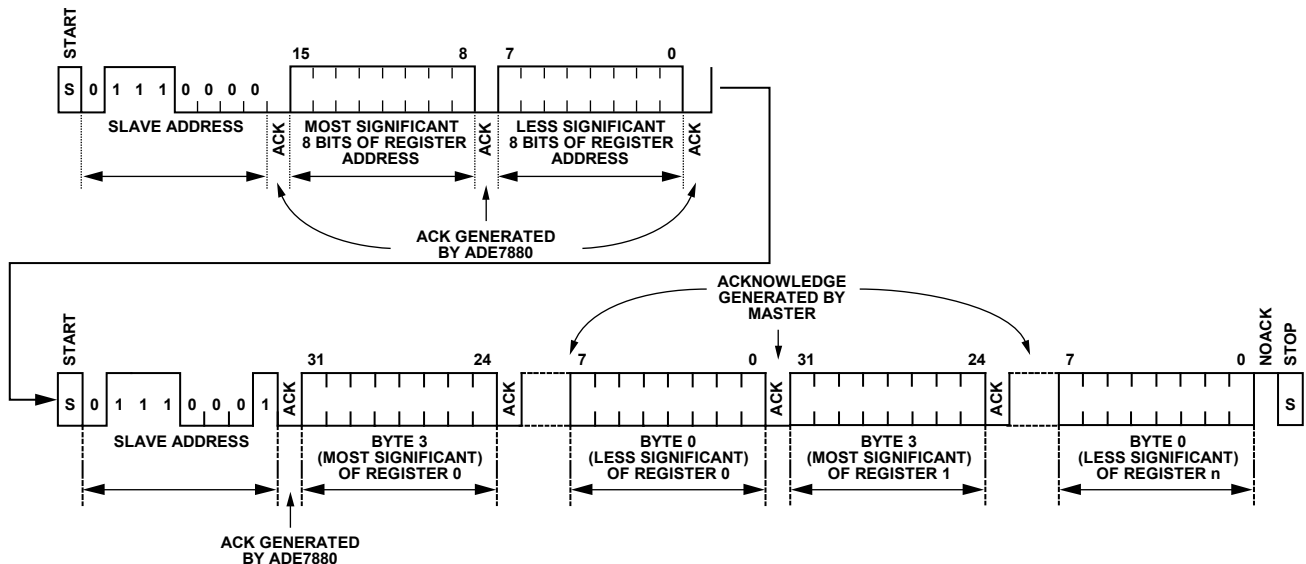 START
15 8 7 0
S 0 1 1 1 0 0 0 0
SLAVE ADDRESS
ACK
MOST SIGNIFICANT
8 BITS OF REGISTER
ADDRESS
ACK
LESS SIGNIFICANT
8 BITS OF REGISTER
ADDRESS
ACK
ACK GENERATED
BY ADE7880
ACKNOWLEDGE
GENERATED BY
MASTER
START
31 24 7 0 31 24 7 0
NOACK
STOP
S 0 1 1 1 0 0 0 1
ACK
ACK
ACK
ACK
S
SLAVE ADDRESS
BYTE 3
(MOST SIGNIFICANT)
OF REGISTER 0
BYTE 0
(LESS SIGNIFICANT)
OF REGISTER 0
BYTE 3
(MOST SIGNIFICANT)
OF REGISTER 1
BYTE 0
(LESS SIGNIFICANT)
OF REGISTER n
ACK GENERATED
BY ADE7880